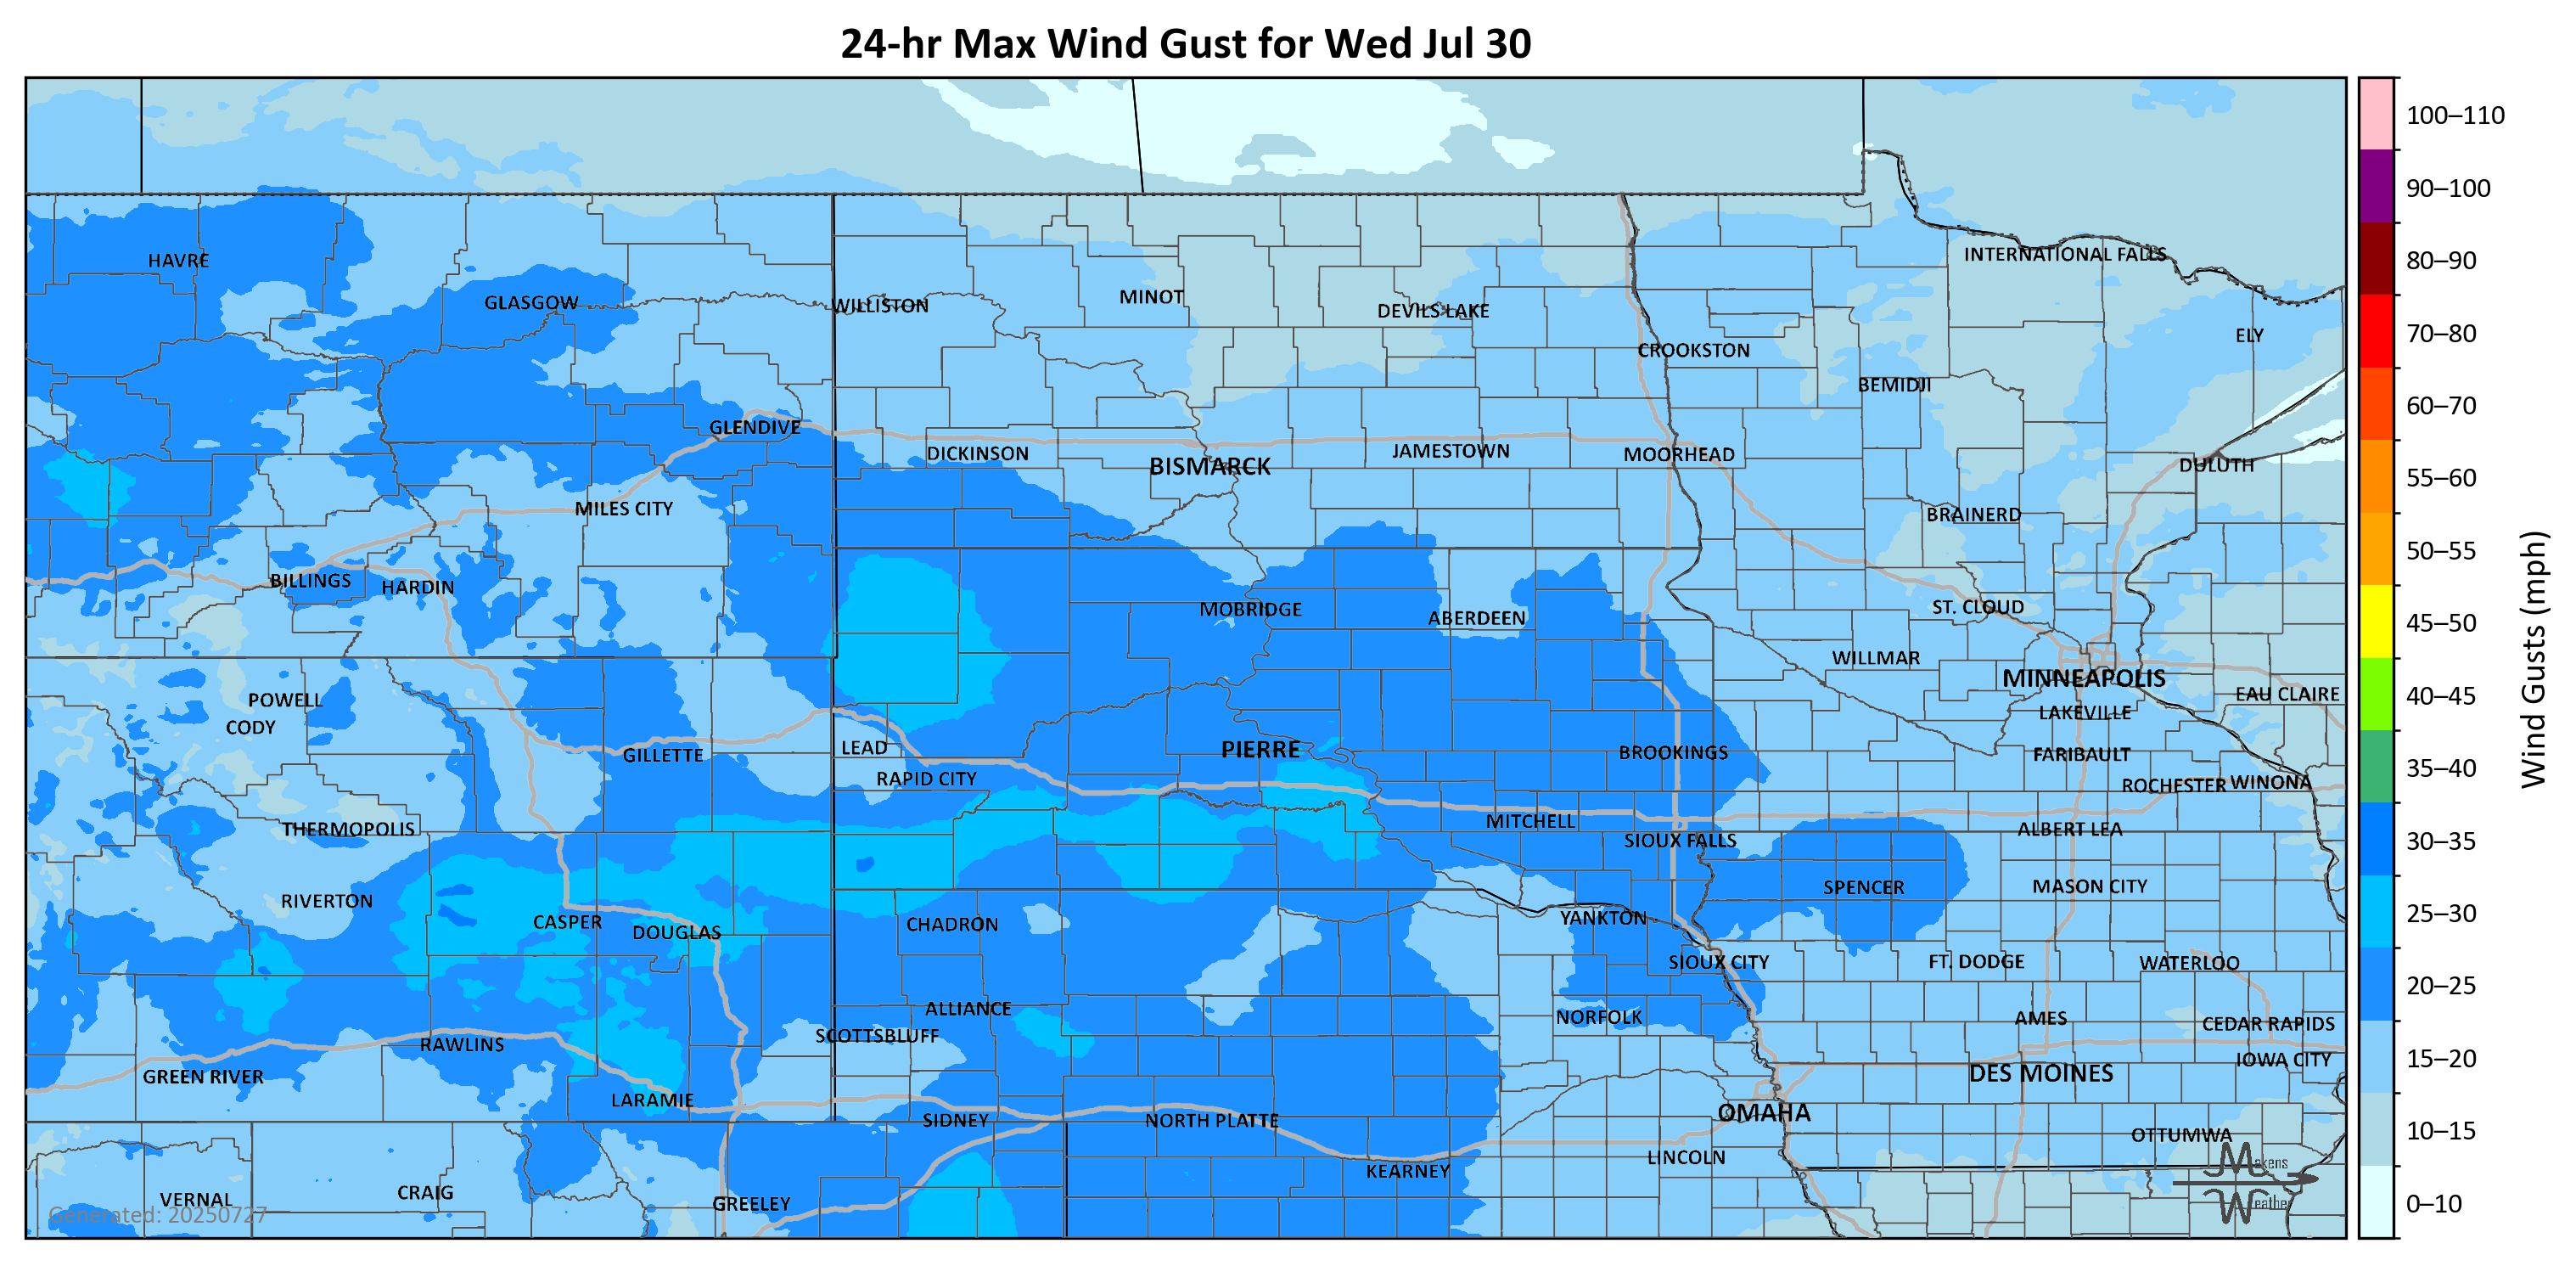 24-hr Max Wind Gust for Wed Jul 30
100–110
90–100
80–90
70–80
60–70
55–60
50–55
45–50
40–45
35–40
30–35
25–30
20–25
15–20
10–15
0–10
Wind Gusts (mph)
HAVRE
INTERNATIONAL FALLS
GLASGOW
WILLISTON
MINOT
DEVILS LAKE
ELY
CROOKSTON
BEMIDJI
GLENDIVE
DICKINSON
BISMARCK
JAMESTOWN
MOORHEAD
DULUTH
MILES CITY
BRAINERD
BILLINGS
HARDIN
MOBRIDGE
ABERDEEN
ST. CLOUD
WILLMAR
MINNEAPOLIS
EAU CLAIRE
POWELL
CODY
LAKEVILLE
GILLETTE
LEAD
PIERRE
BROOKINGS
FARIBAULT
RAPID CITY
ROCHESTER
WINONA
THERMOPOLIS
MITCHELL
SIOUX FALLS
ALBERT LEA
RIVERTON
SPENCER
MASON CITY
CASPER
DOUGLAS
CHADRON
YANKTON
SIOUX CITY
FT. DODGE
WATERLOO
ALLIANCE
NORFOLK
AMES
CEDAR RAPIDS
SCOTTSBLUFF
RAWLINS
IOWA CITY
GREEN RIVER
DES MOINES
LARAMIE
SIDNEY
NORTH PLATTE
OMAHA
OTTUMWA
KEARNEY
LINCOLN
VERNAL
CRAIG
GREELEY
Generated: 20250727
Makens
Weather